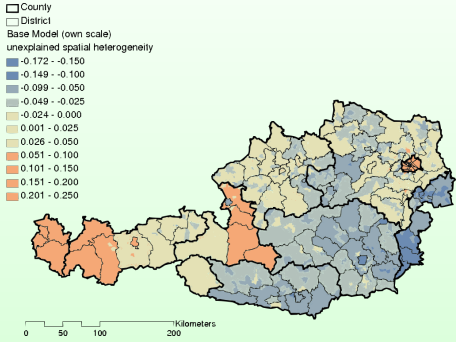 County
District
Base Model (own scale)
unexplained spatial heterogeneity
-0.172 - -0.150
-0.149 - -0.100
-0.099 - -0.050
-0.049 - -0.025
-0.024 - 0.000
0.001 - 0.025
0.026 - 0.050
0.051 - 0.100
0.101 - 0.150
0.151 - 0.200
0.201 - 0.250
Kilometers
0 50 100 200